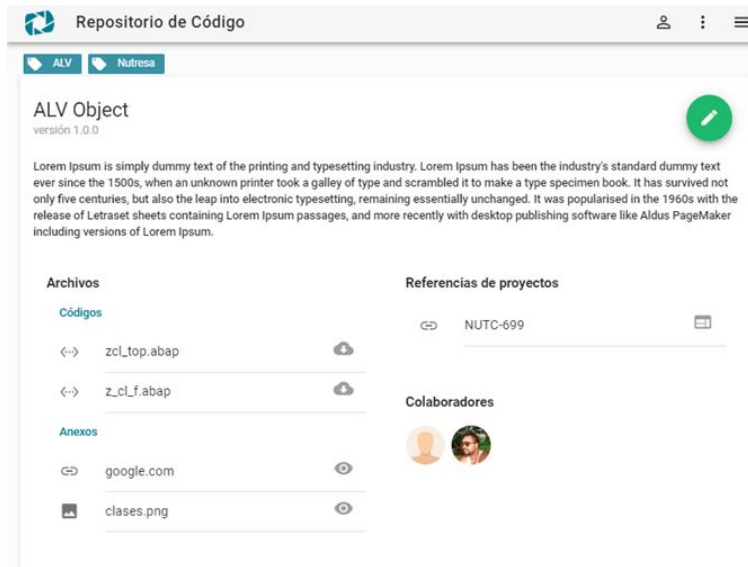 Repositorio de Código
ALV
Nutresa
ALV Object
versión 1.0.0
Lorem Ipsum is simply dummy text of the printing and typesetting industry. Lorem Ipsum has been the industry's standard dummy text
ever since the 1500s, when an unknown printer took a galley of type and scrambled it to make a type specimen book. It has survived not
only five centuries, but also the leap into electronic typesetting, remaining essentially unchanged. It was popularised in the 1960s with the
release of Letraset sheets containing Lorem Ipsum passages, and more recently with desktop publishing software like Aldus PageMaker
including versions of Lorem Ipsum.
Archivos
Códigos
zcl_top.abap
z_cl_f.abap
Anexos
google.com
clases.png
Referencias de proyectos
NUTC-699
Colaboradores